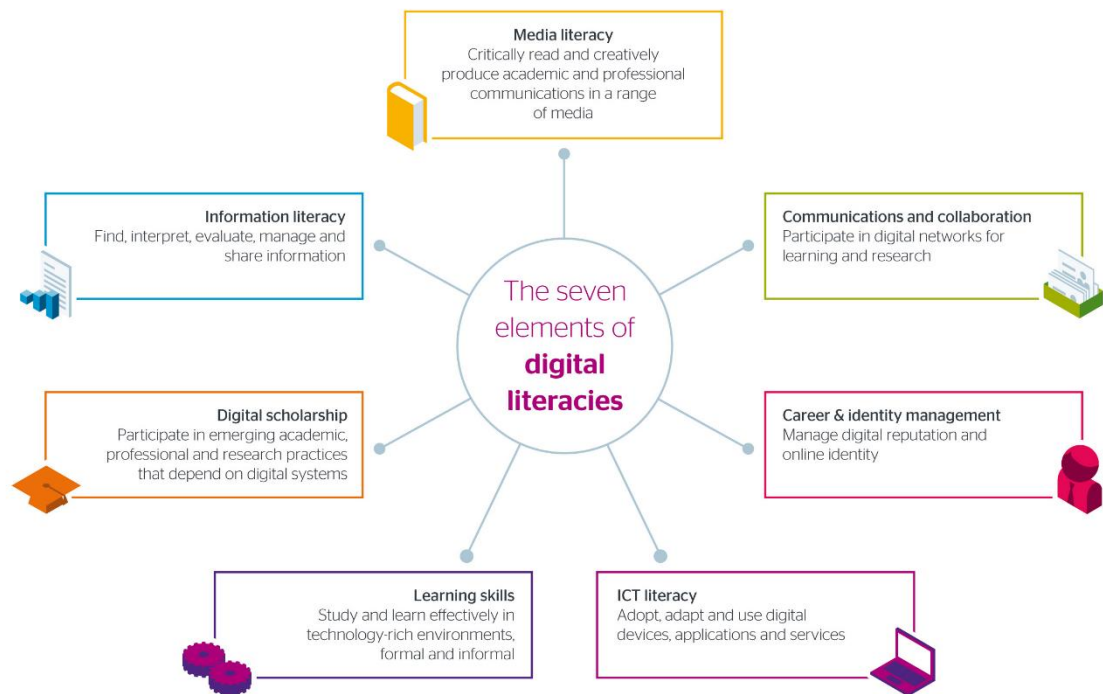 Media literacy
Critically read and creatively
produce academic and professional
communications in a range
of media
Information literacy
Find, interpret, evaluate, manage and
share information
Communications and collaboration
Participate in digital networks for
learning and research
The seven
elements of
digital
literacies
Digital scholarship
Participate in emerging academic,
professional and research practices
that depend on digital systems
Career & identity management
Manage digital reputation and
online identity
Learning skills
Study and learn effectively in
technology-rich environments,
formal and informal
ICT literacy
Adopt, adapt and use digital
devices, applications and services